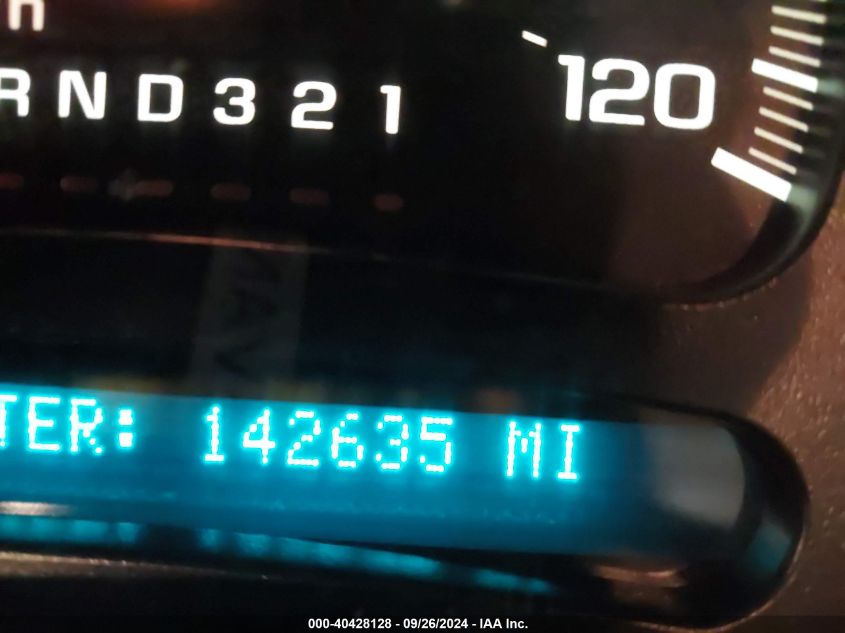 h
R N D 3 2 1
120
TER: 142635 MI
000-40428128 - 09/26/2024 - IAA Inc.